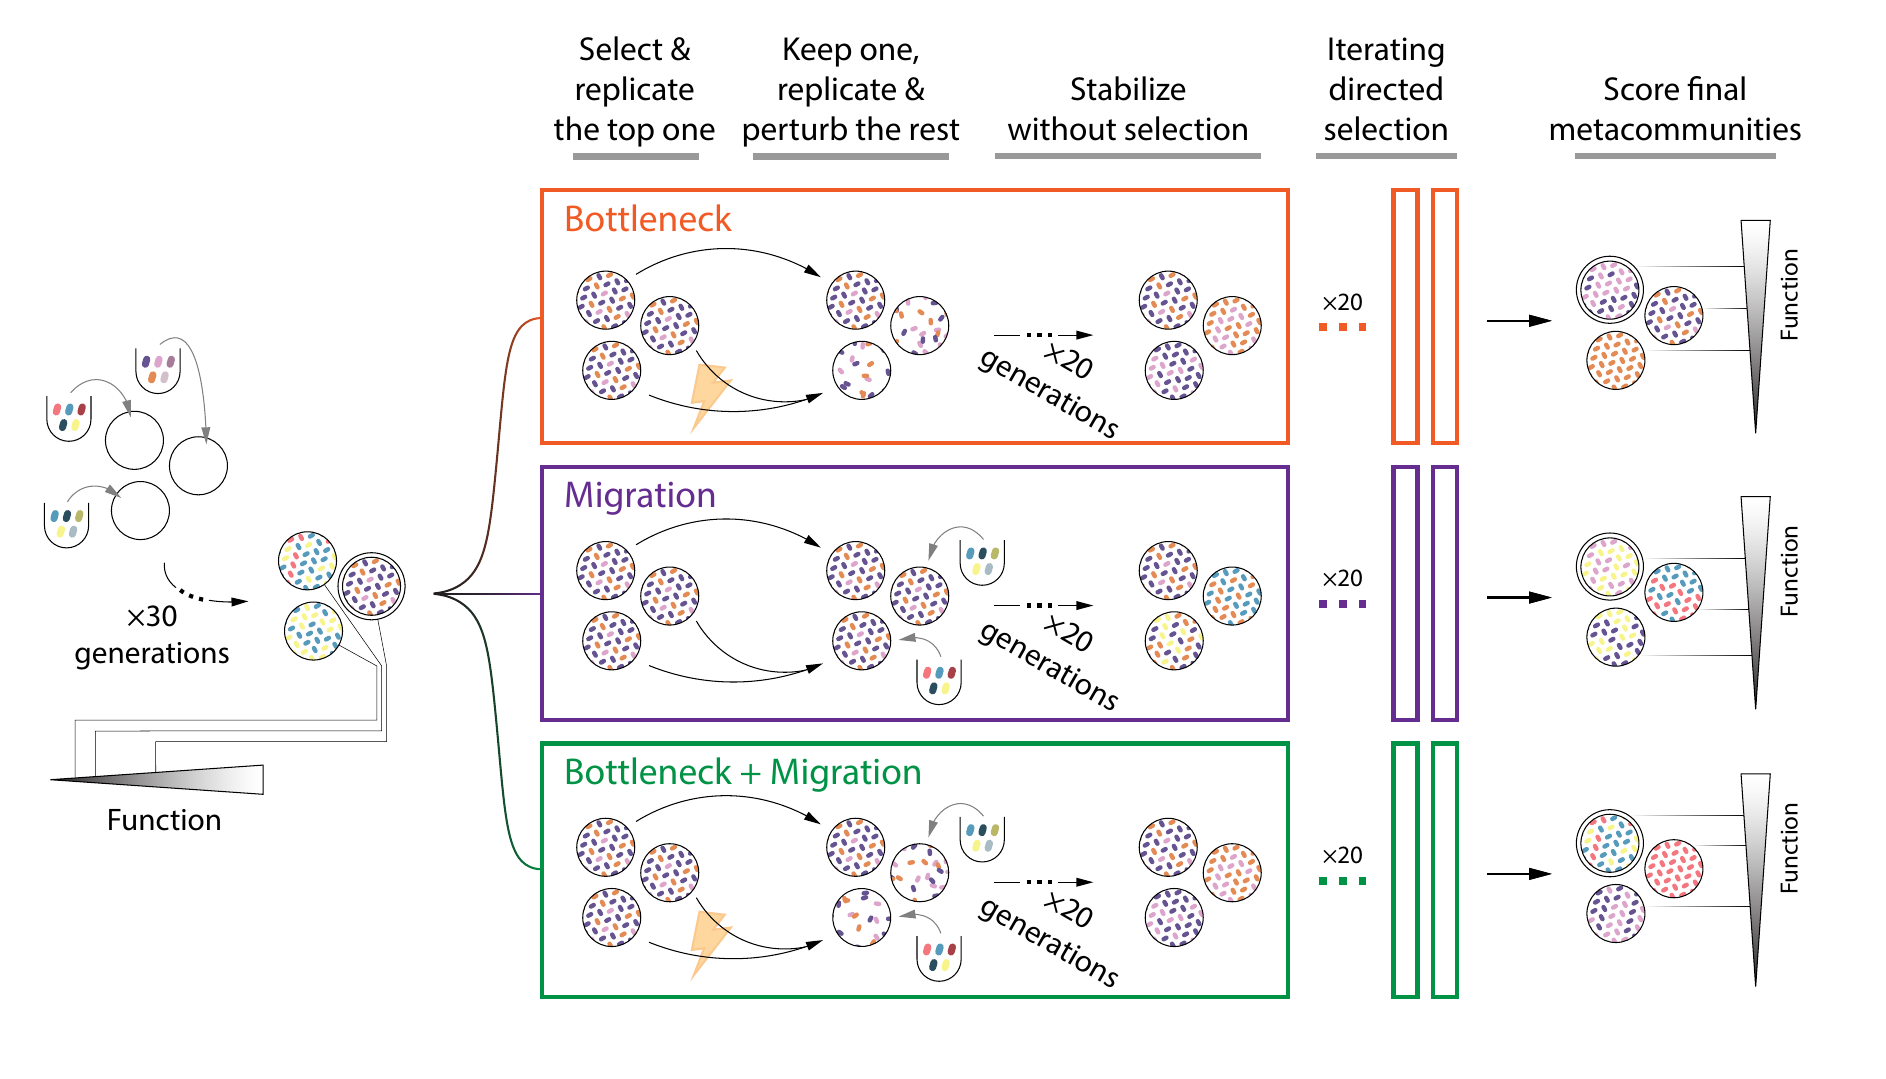 Select &
replicate
the top one
Keep one,
replicate &
perturb the rest
Stabilize
without selection
Iterating
directed
selection
Score final
metacommunities
×30
generations
Function
Bottleneck
×20
generations
×20
Function
Migration
×20
generations
×20
Function
Bottleneck + Migration
×20
generations
×20
Function